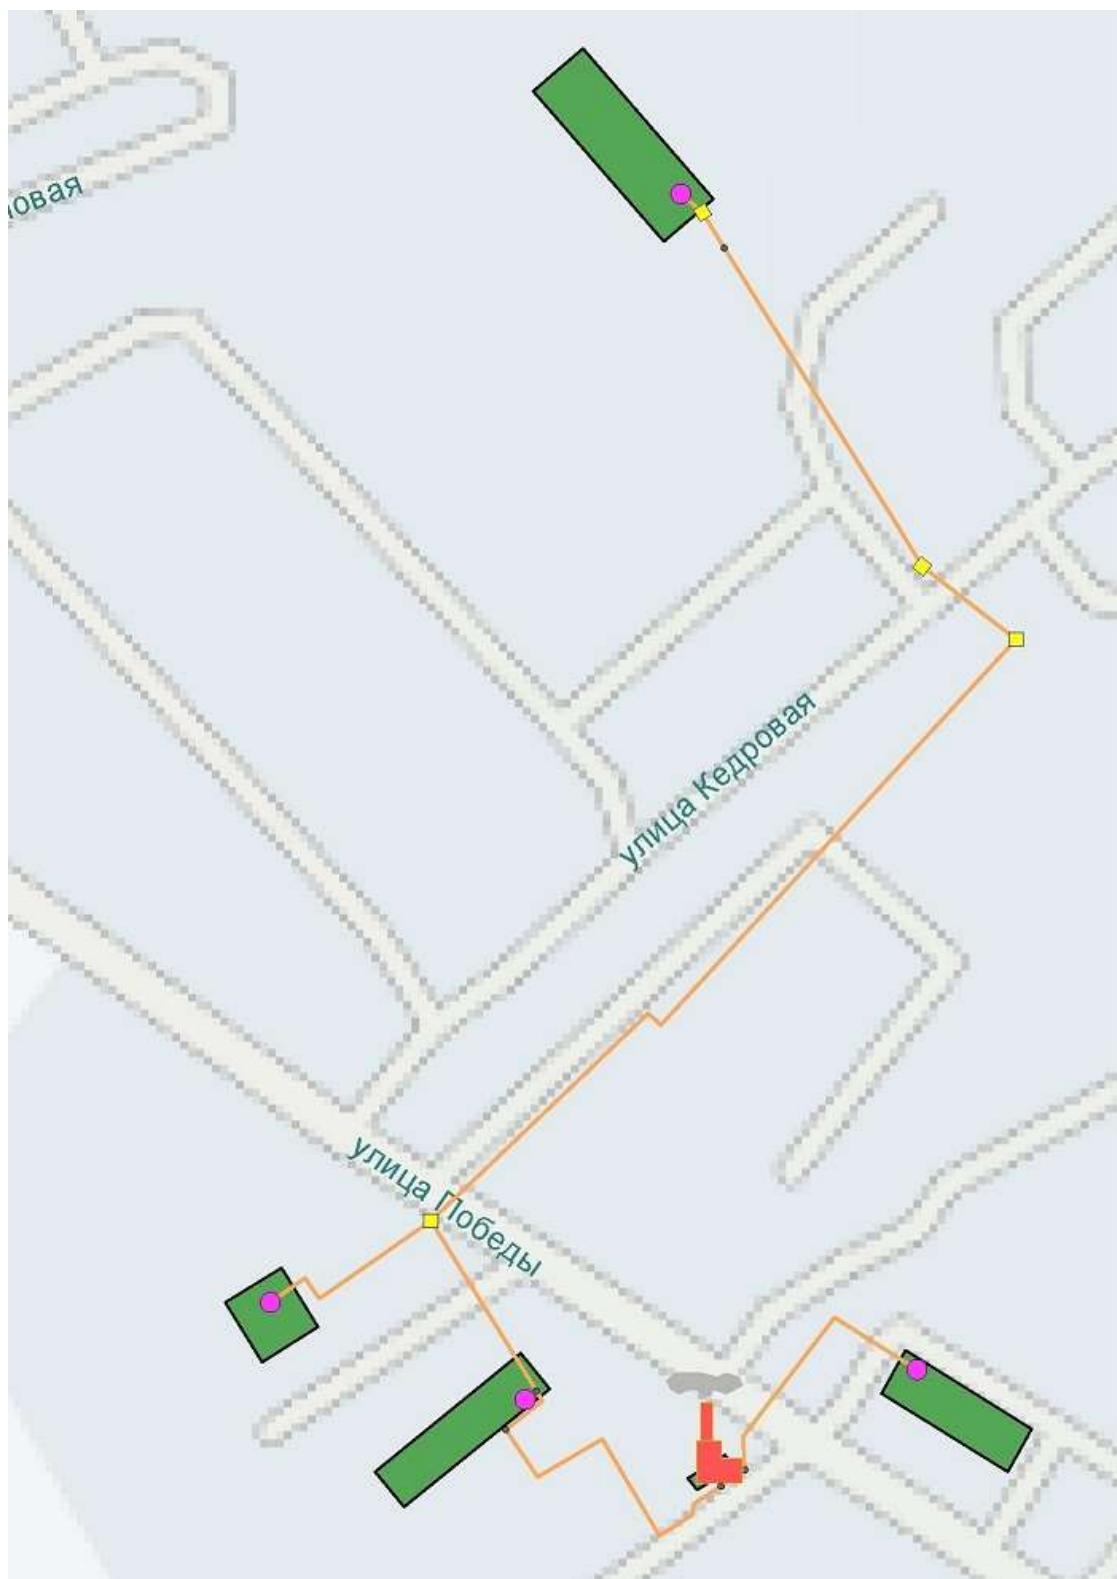 овая
улица Кедровая
улица Победы